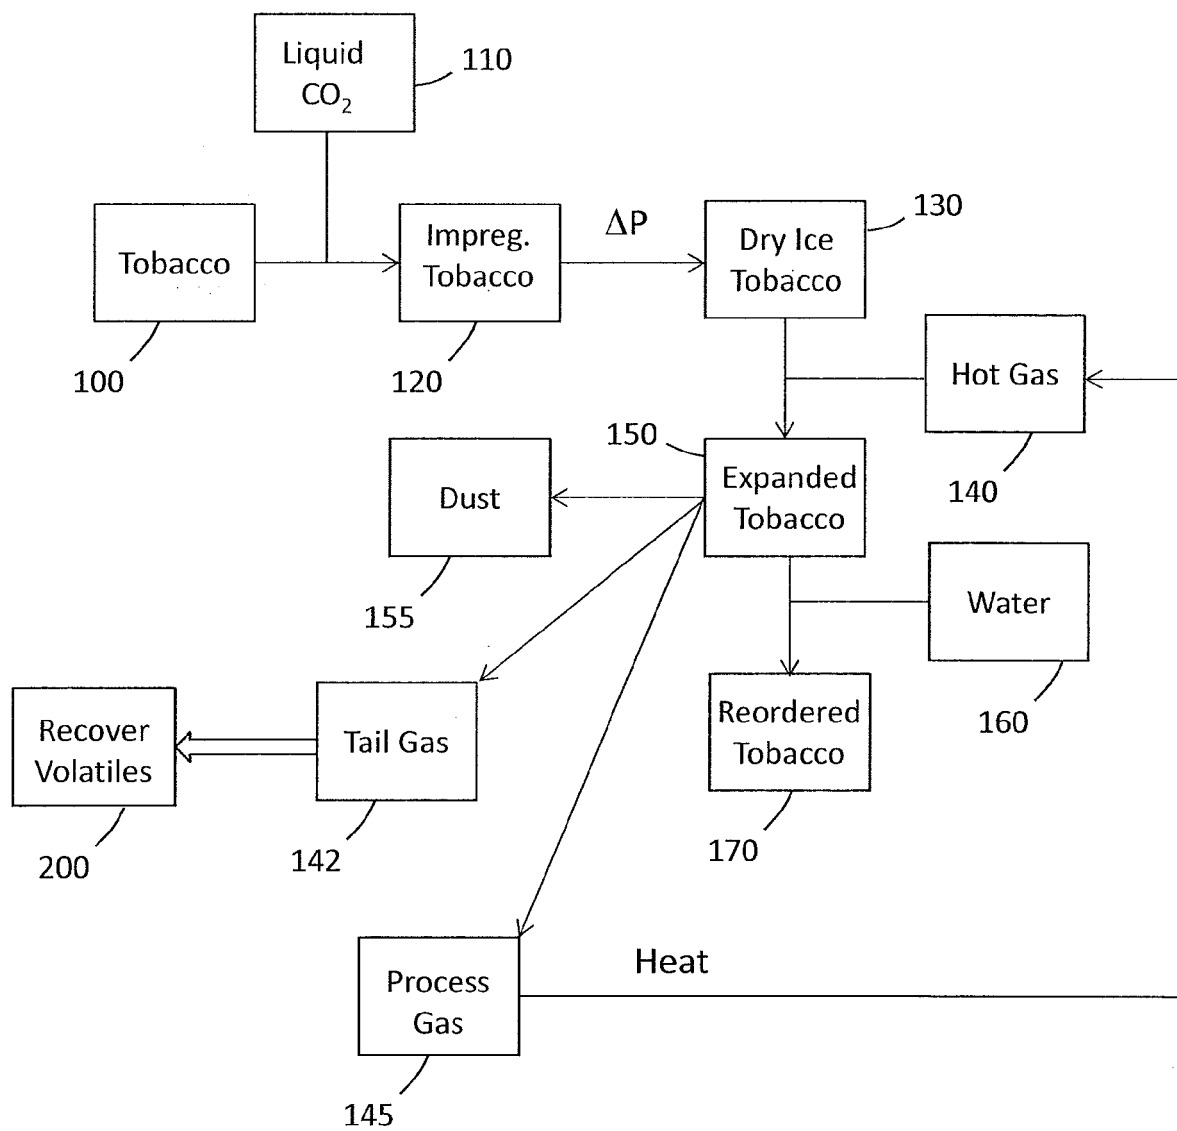 Liquid
CO₂
110
Tobacco
100
Impreg.
Tobacco
120
ΔP
Dry Ice
Tobacco
130
Hot Gas
140
150
Expanded
Tobacco
Dust
155
Water
160
Reordered
Tobacco
170
Tail Gas
142
Recover
Volatiles
200
Process
Gas
145
Heat